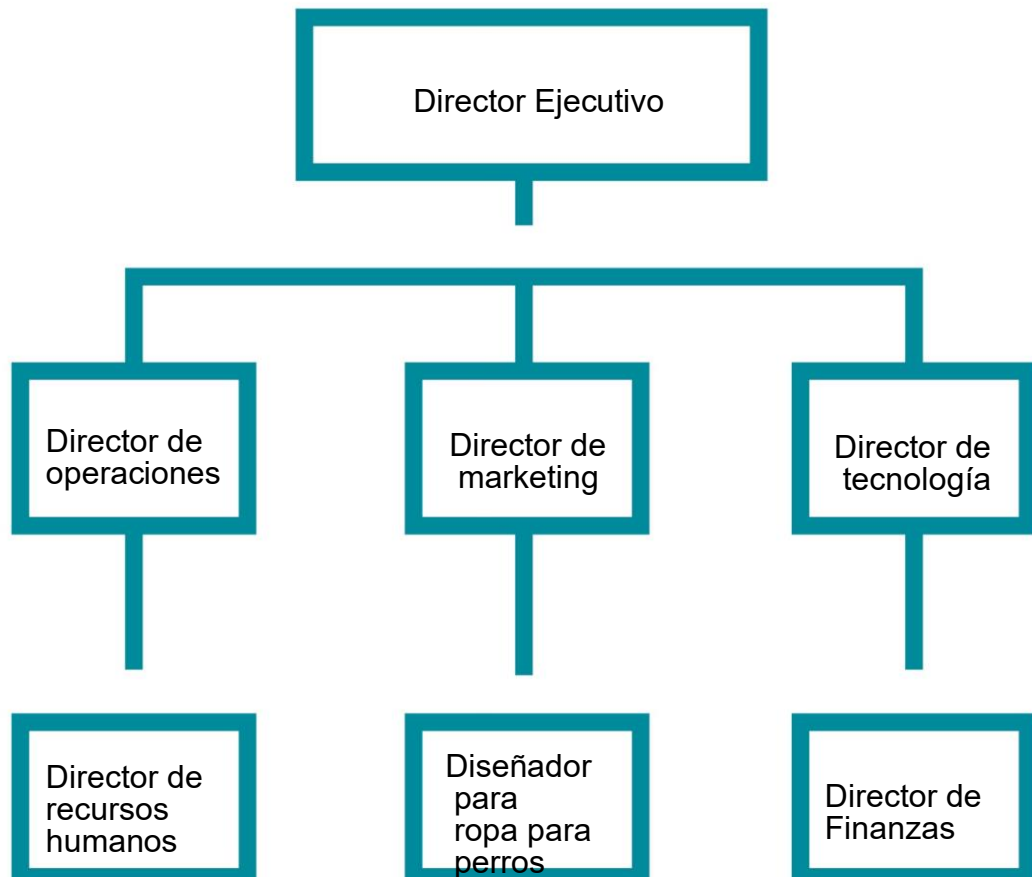 Director Ejecutivo
Director de
operaciones
Director de
marketing
Director de
tecnología
Director de
recursos
humanos
Diseñador
para
ropa para
perros
Director de
Finanzas